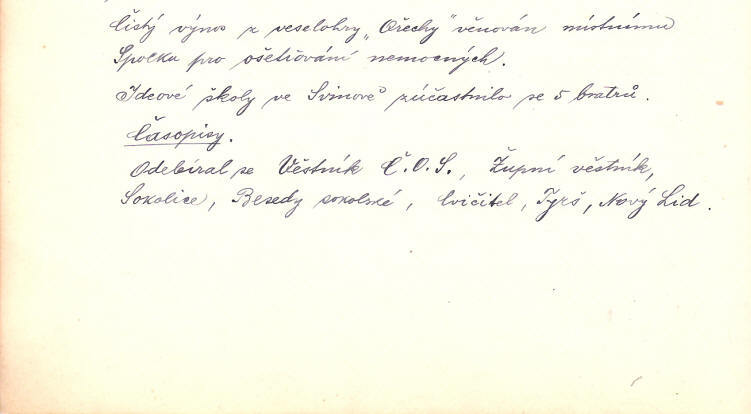 Čistý výnos z veselohry „Ořechy" věnován místnímu
Spolku pro ošetřování nemocných.
Ideové školy ve Svinově zúčastnilo se 5 bratrů.
Časopisy.
Odebíral se Věstník Č.O.S., Župní věstník,
Sokolice, Besedy sokolské, Cvičitel, Tyrš, Nový Lid.